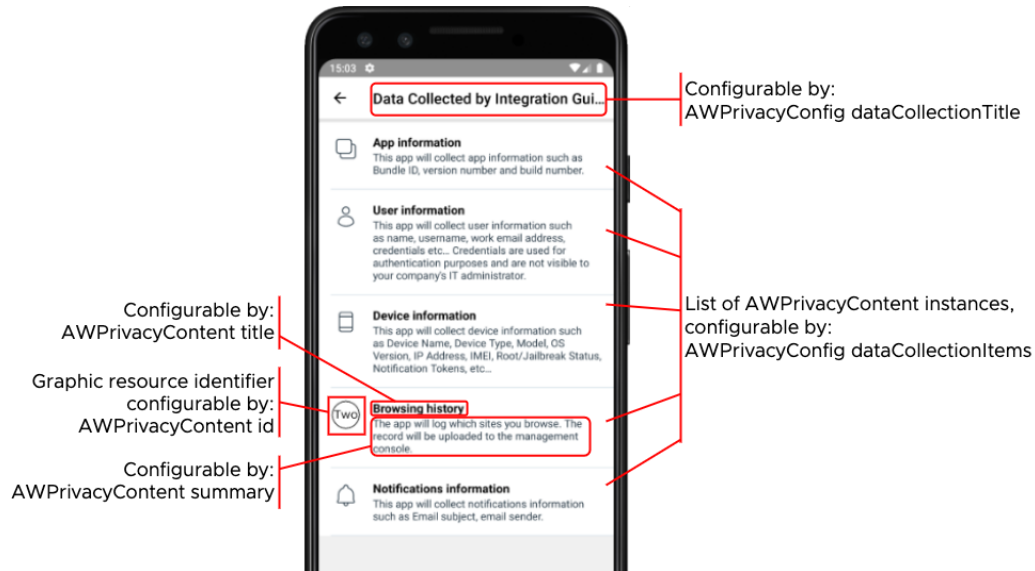 15:03
Data Collected by Integration Gui...
App information
This app will collect app information such as
Bundle ID, version number and build number.
User information
This app will collect user information such
as name, username, work email address,
credentials etc... Credentials are used for
authentication purposes and are not visible to
your company's IT administrator.
Device information
This app will collect device information such
as Device Name, Device Type, Model, OS
Version, IP Address, IMEI, Root/Jailbreak Status,
Notification Tokens, etc...
Two
Browsing history
The app will log which sites you browse. The
record will be uploaded to the management
console.
Notifications information
This app will collect notifications information
such as Email subject, email sender.
Configurable by:
AWPrivacyContent title
Graphic resource identifier
configurable by:
AWPrivacyContent id
Configurable by:
AWPrivacyContent summary
Configurable by:
AWPrivacyConfig dataCollectionTitle
List of AWPrivacyContent instances,
configurable by:
AWPrivacyConfig dataCollectionItems